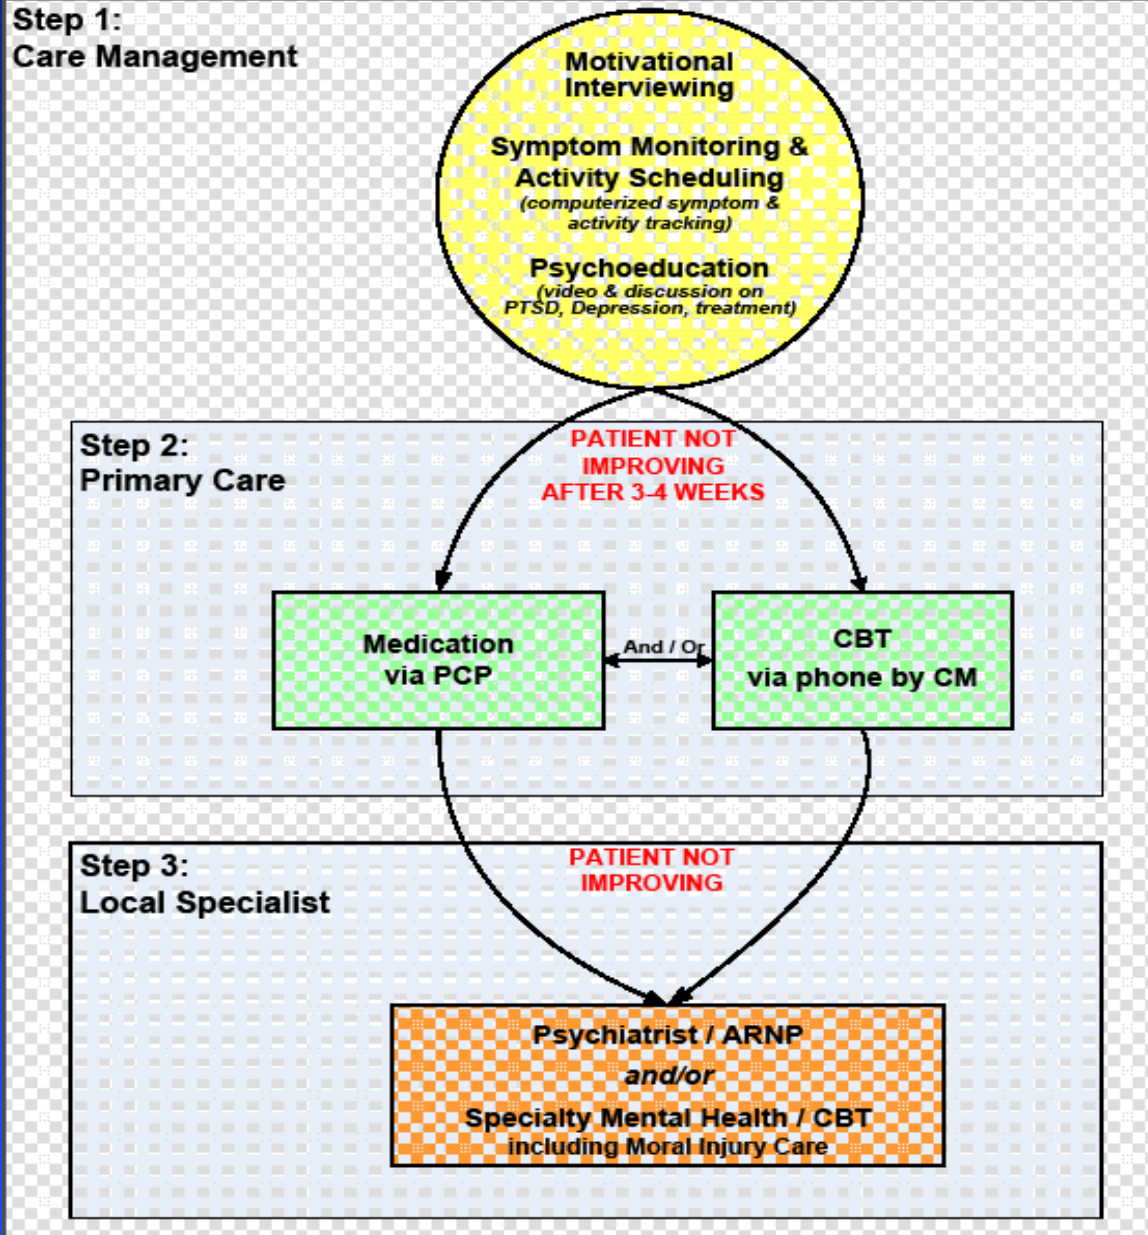 Step 1:
Care Management
Motivational
Interviewing
Symptom Monitoring &
Activity Scheduling
(computerized symptom &
activity tracking)
Psychoeducation
(video & discussion on
PTSD, Depression, treatment)
Step 2:
Primary Care
PATIENT NOT
IMPROVING
AFTER 3-4 WEEKS
Medication
via PCP
And / Or
CBT
via phone by CM
Step 3:
Local Specialist
PATIENT NOT
IMPROVING
Psychiatrist / ARNP
and/or
Specialty Mental Health / CBT
including Moral Injury Care